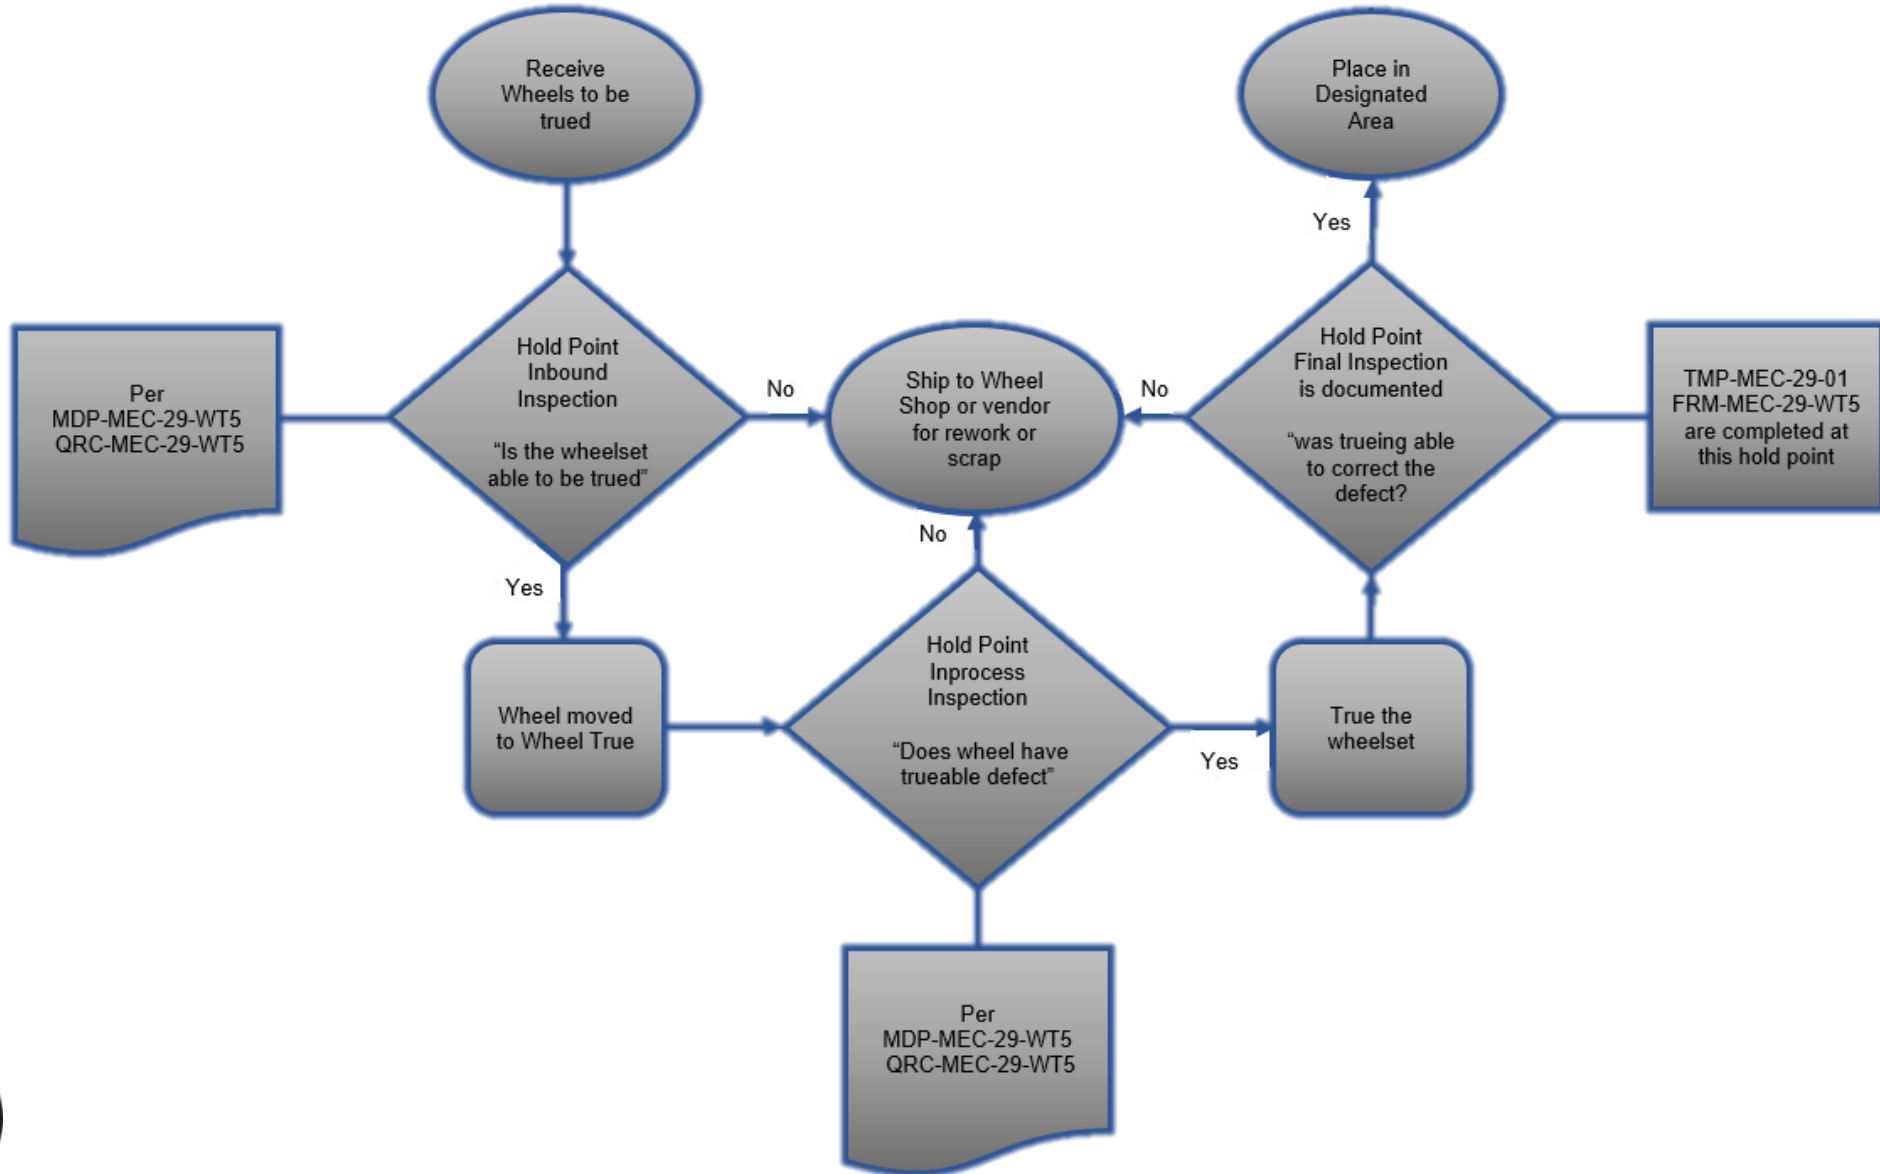 Receive
Wheels to be
trued
Place in
Designated
Area
Yes
Per
MDP-MEC-29-WT5
QRC-MEC-29-WT5
Hold Point
Inbound
Inspection
“Is the wheelset
able to be trued”
No
Ship to Wheel
Shop or vendor
for rework or
scrap
No
Hold Point
Final Inspection
is documented
“was trueing able
to correct the
defect?
TMP-MEC-29-01
FRM-MEC-29-WT5
are completed at
this hold point
Yes
No
Wheel moved
to Wheel True
Hold Point
Inprocess
Inspection
“Does wheel have
trueable defect”
Yes
True the
wheelset
Per
MDP-MEC-29-WT5
QRC-MEC-29-WT5